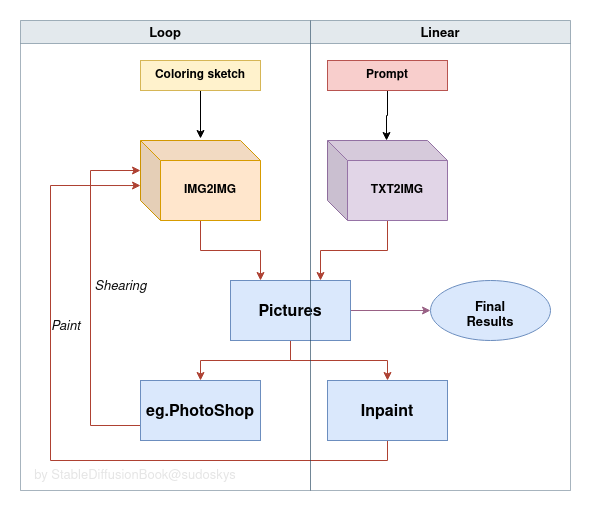 Loop
Linear
Coloring sketch
Prompt
IMG2IMG
TXT2IMG
Shearing
Pictures
Final
Results
Paint
eg.PhotoShop
Inpaint
by StableDiffusionBook@sudoskys